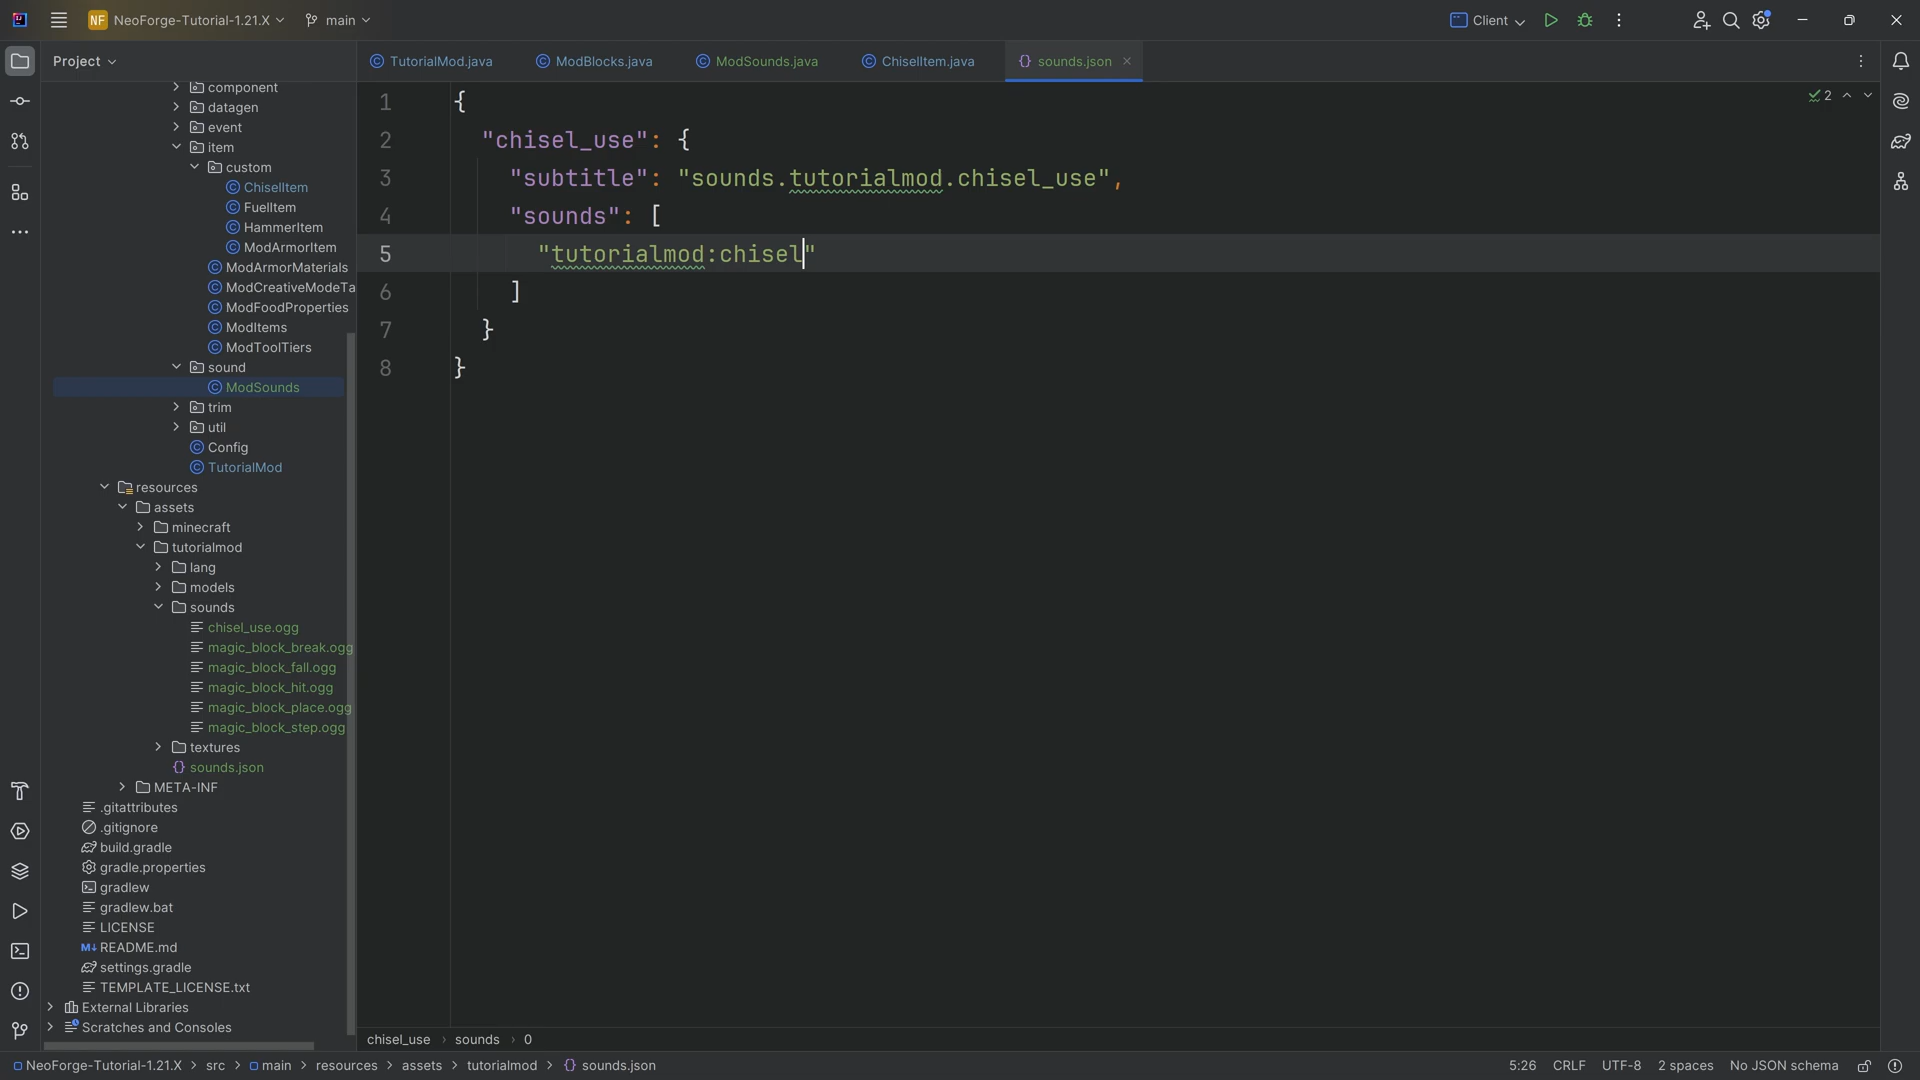 NF NeoForge-Tutorial-1.21.X main Client
Project
TutorialMod.java ModBlocks.java ModSounds.java ChiselItem.java {} sounds.json
component
datagen
event
item
custom
ChiselItem
FuelItem
HammerItem
ModArmorItem
ModArmorMaterials
ModCreativeModeTa
ModFoodProperties
ModItems
ModToolTiers
sound
ModSounds
trim
util
Config
TutorialMod
resources
assets
minecraft
tutorialmod
lang
models
sounds
chisel_use.ogg
magic_block_break.ogg
magic_block_fall.ogg
magic_block_hit.ogg
magic_block_place.ogg
magic_block_step.ogg
textures
{} sounds.json
META-INF
.gitattributes
.gitignore
build.gradle
gradle.properties
gradlew
gradlew.bat
LICENSE
M↓ README.md
settings.gradle
TEMPLATE_LICENSE.txt
External Libraries
Scratches and Consoles
2
1 {
2 "chisel_use": {
3 "subtitle": "sounds.tutorialmod.chisel_use",
4 "sounds": [
5 "tutorialmod:chisel"
6 ]
7 }
8 }
chisel_use > sounds > 0
NeoForge-Tutorial-1.21.X > src > main > resources > assets > tutorialmod > {} sounds.json
5:26 CRLF UTF-8 2 spaces No JSON schema